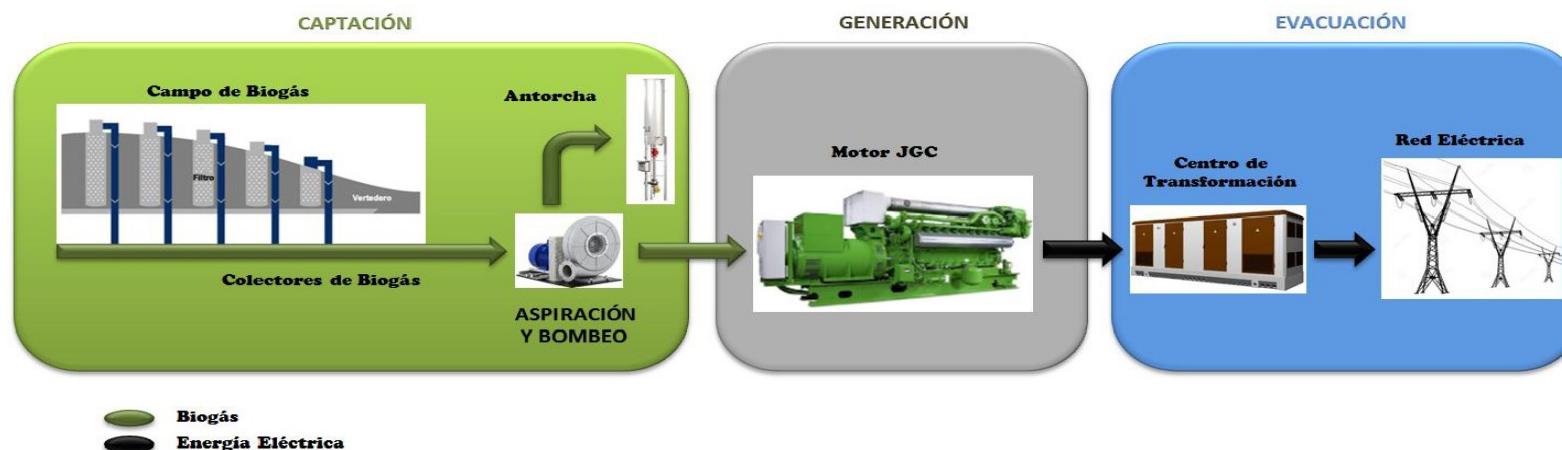 CAPTACIÓN
GENERACIÓN
EVACUACIÓN
Campo de Biogás
Antorcha
Filtro
Vertedero
Colectores de Biogás
ASPIRACIÓN
Y BOMBEO
Motor JGC
Centro de
Transformación
Red Eléctrica
Biogás
Energía Eléctrica